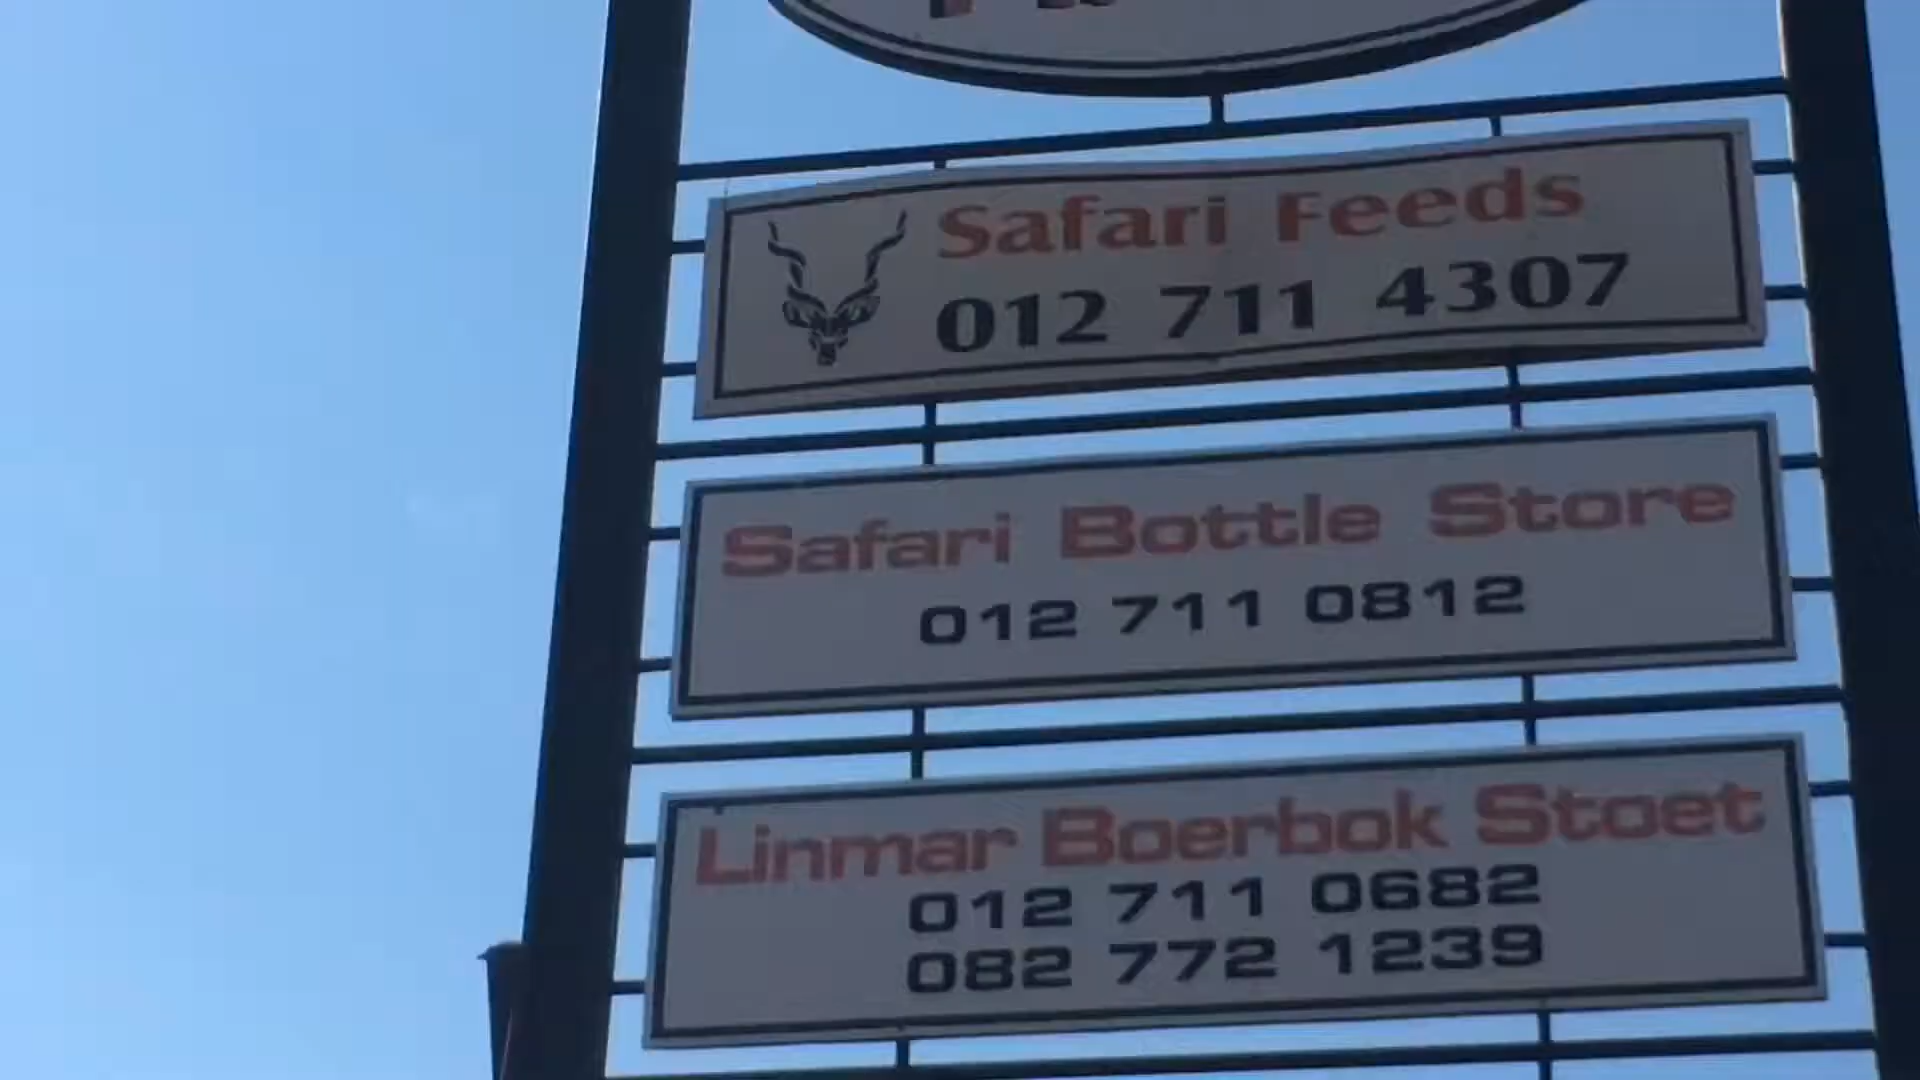 Safari Feeds
012 711 4307
Safari Bottle Store
012 711 0812
Linmar Boerbok Stoet
012 711 0682
082 772 1239